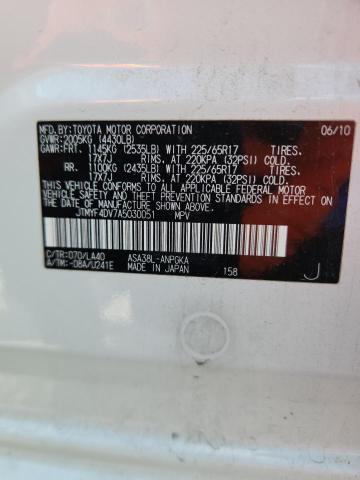 MFD.BY:TOYOTA MOTOR CORPORATION 06/10
GVWR:2005KG (4430LB)
GAWR:FRT. 1145KG (2535LB) WITH 225/65R17 TIRES.
17X7J RIMS. AT 220KPA (32PSI) COLD.
RR. 1100KG (2430LB) WITH 225/65R17 TIRES.
17X7J RIMS. AT 220KPA (32PSI) COLD.
THIS VEHICLE CONFORMS TO ALL APPLICABLE FEDERAL MOTOR
VEHICLE SAFETY AND THEFT PREVENTION STANDARDS IN EFFECT
ON THE DATE OF MANUFACTURE SHOWN ABOVE.
JTMYF4DV7A5030051 MPV
C/TR:070/LA40 ASA38L-ANPGKA
A/TM:-08A/U241E MADE IN JAPAN 158 J